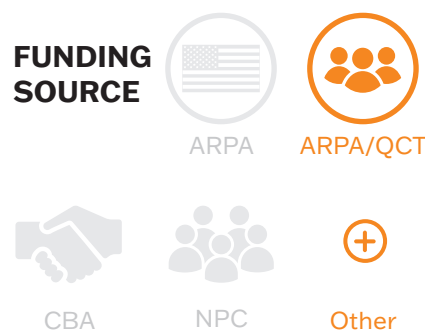 FUNDING
SOURCE
ARPA
ARPA/QCT
CBA
NPC
Other